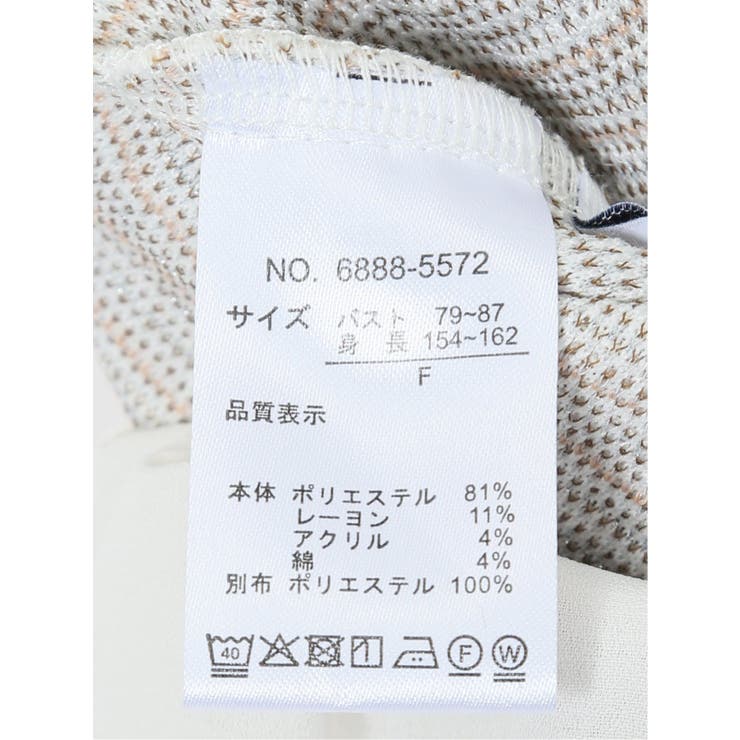 NO. 6888-5572
サイズ バスト 79~87
身長 154~162
F
品質表示
本体 ポリエステル 81%
レーヨン 11%
アクリル 4%
綿 4%
別布 ポリエステル 100%
40 F W